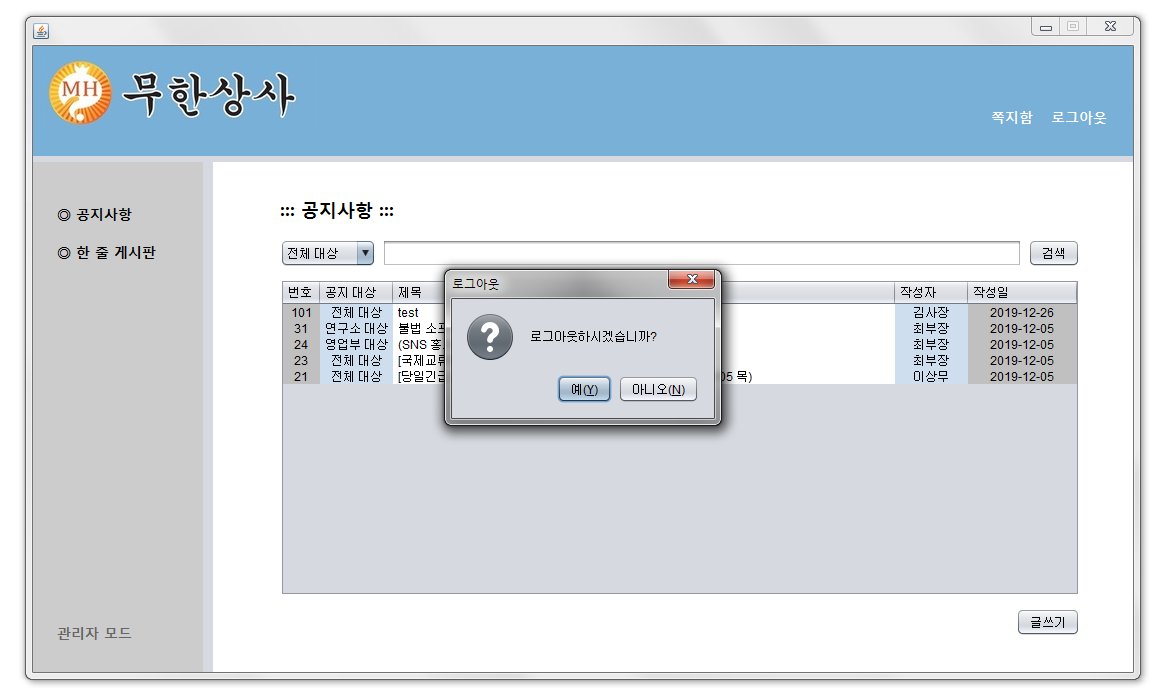 MH 무한상사
쪽지함 로그아웃
◎ 공지사항
◎ 한 줄 게시판
::: 공지사항 :::
전체 대상 검색
로그아웃
로그아웃하시겠습니까?
예(Y) 아니오(N)
번호 공지 대상 제목 작성자 작성일
101 전체 대상 test 김사장 2019-12-26
31 연구소 대상 불법 최부장 2019-12-05
24 영업부 대상 (SNS 최부장 2019-12-05
23 전체 대상 [국제교류 최부장 2019-12-05
21 전체 대상 [당일긴급 05 목) 이상무 2019-12-05
글쓰기
관리자 모드